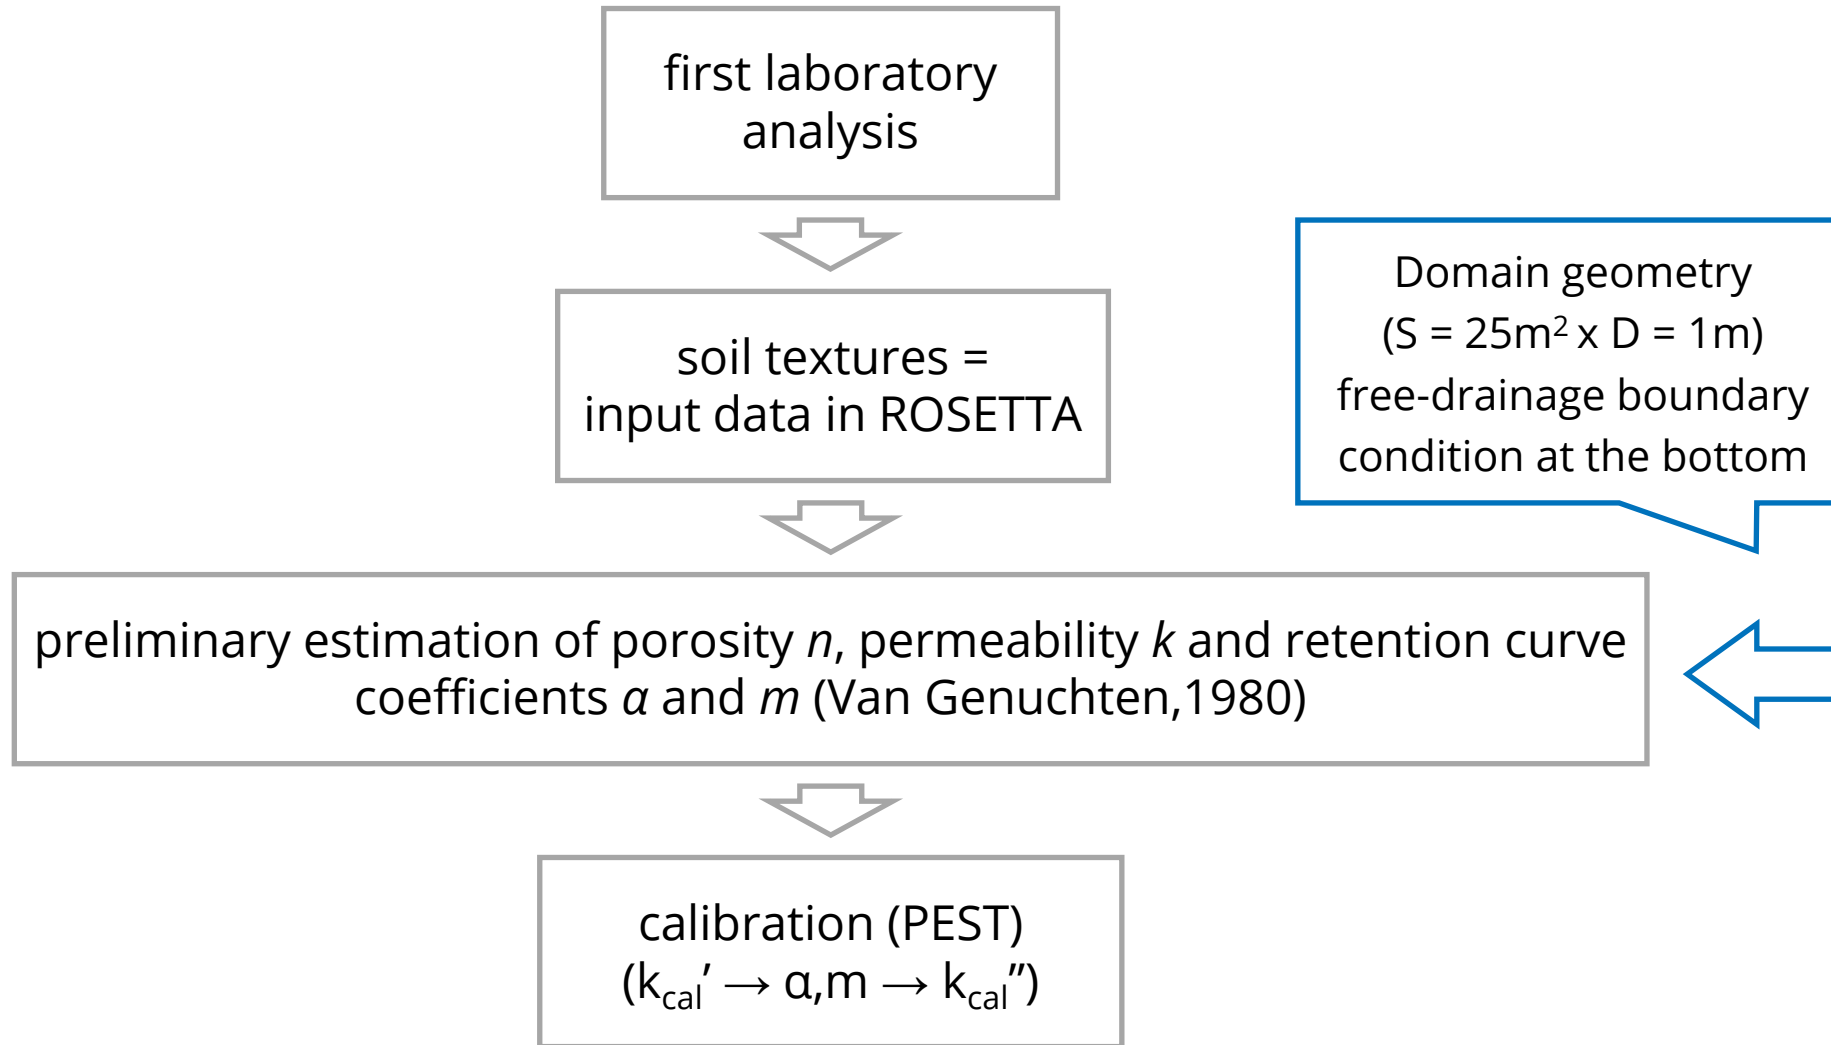 first laboratory
analysis
soil textures =
input data in ROSETTA
Domain geometry
(S = 25m² x D = 1m)
free-drainage boundary
condition at the bottom
preliminary estimation of porosity n, permeability k and retention curve
coefficients α and m (Van Genuchten,1980)
calibration (PEST)
(kcal’ → α,m → kcal”)